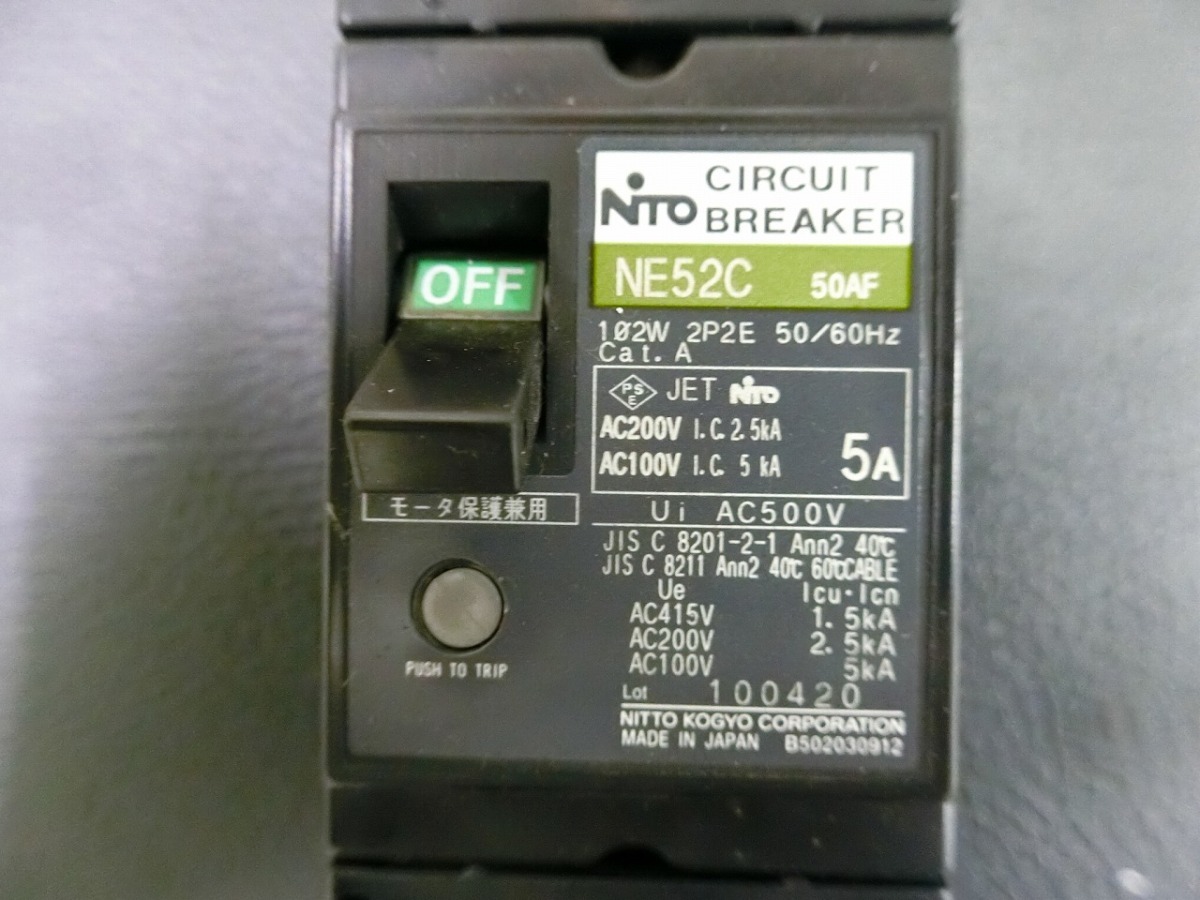 OFF
モータ保護兼用
PUSH TO TRIP
NiTO CIRCUIT
BREAKER
NE52C 50AF
1Ø2W 2P2E 50/60Hz
Cat. A
PSE JET NiTO
AC200V I.C. 2.5kA
AC100V I.C. 5 kA
5A
Ui AC500V
JIS C 8201-2-1 Ann2 40℃
JIS C 8211 Ann2 40℃ 60℃CABLE
Ue Icu・Icn
AC415V 1.5kA
AC200V 2.5kA
AC100V 5kA
Lot 100420
NITTO KOGYO CORPORATION
MADE IN JAPAN B502030912